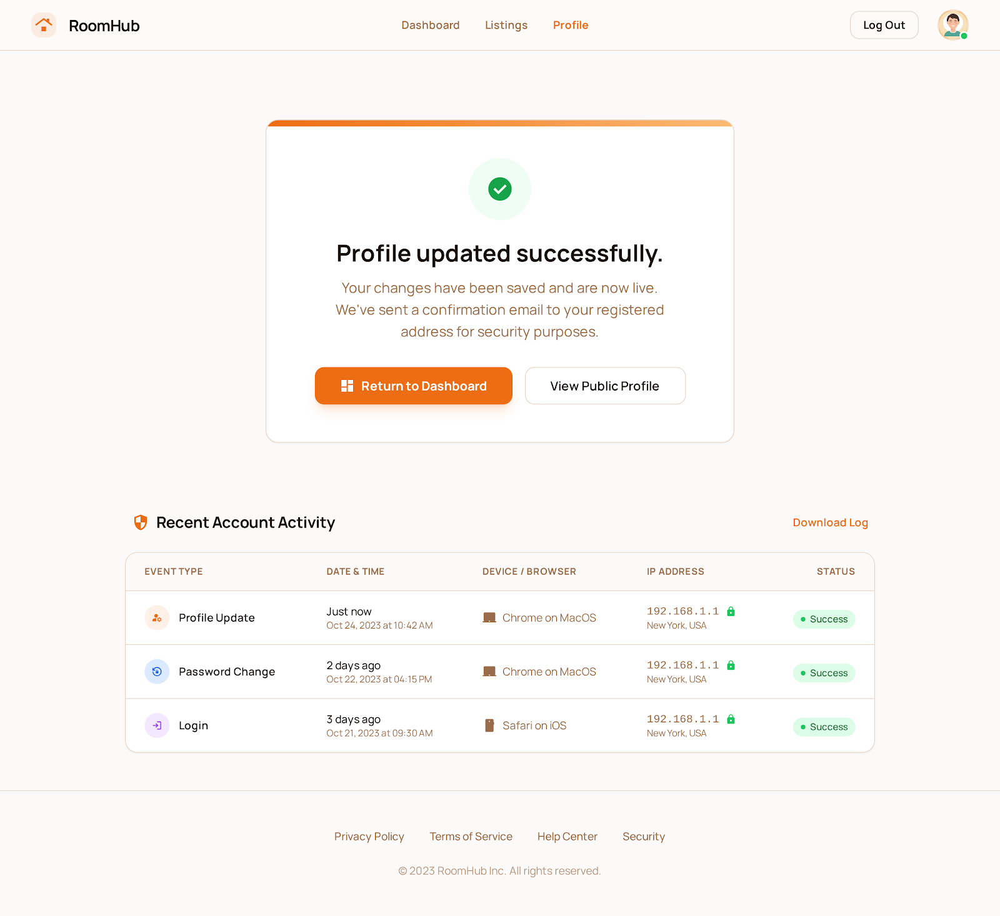 RoomHub
Dashboard
Listings
Profile
Log Out
Profile updated successfully.
Your changes have been saved and are now live.
We've sent a confirmation email to your registered
address for security purposes.
Return to Dashboard
View Public Profile
Recent Account Activity
Download Log
EVENT TYPE
DATE & TIME
DEVICE / BROWSER
IP ADDRESS
STATUS
Profile Update
Just now
Oct 24, 2023 at 10:42 AM
Chrome on MacOS
192.168.1.1
New York, USA
Success
Password Change
2 days ago
Oct 22, 2023 at 04:15 PM
Chrome on MacOS
192.168.1.1
New York, USA
Success
Login
3 days ago
Oct 21, 2023 at 09:30 AM
Safari on iOS
192.168.1.1
New York, USA
Success
Privacy Policy
Terms of Service
Help Center
Security
© 2023 RoomHub Inc. All rights reserved.